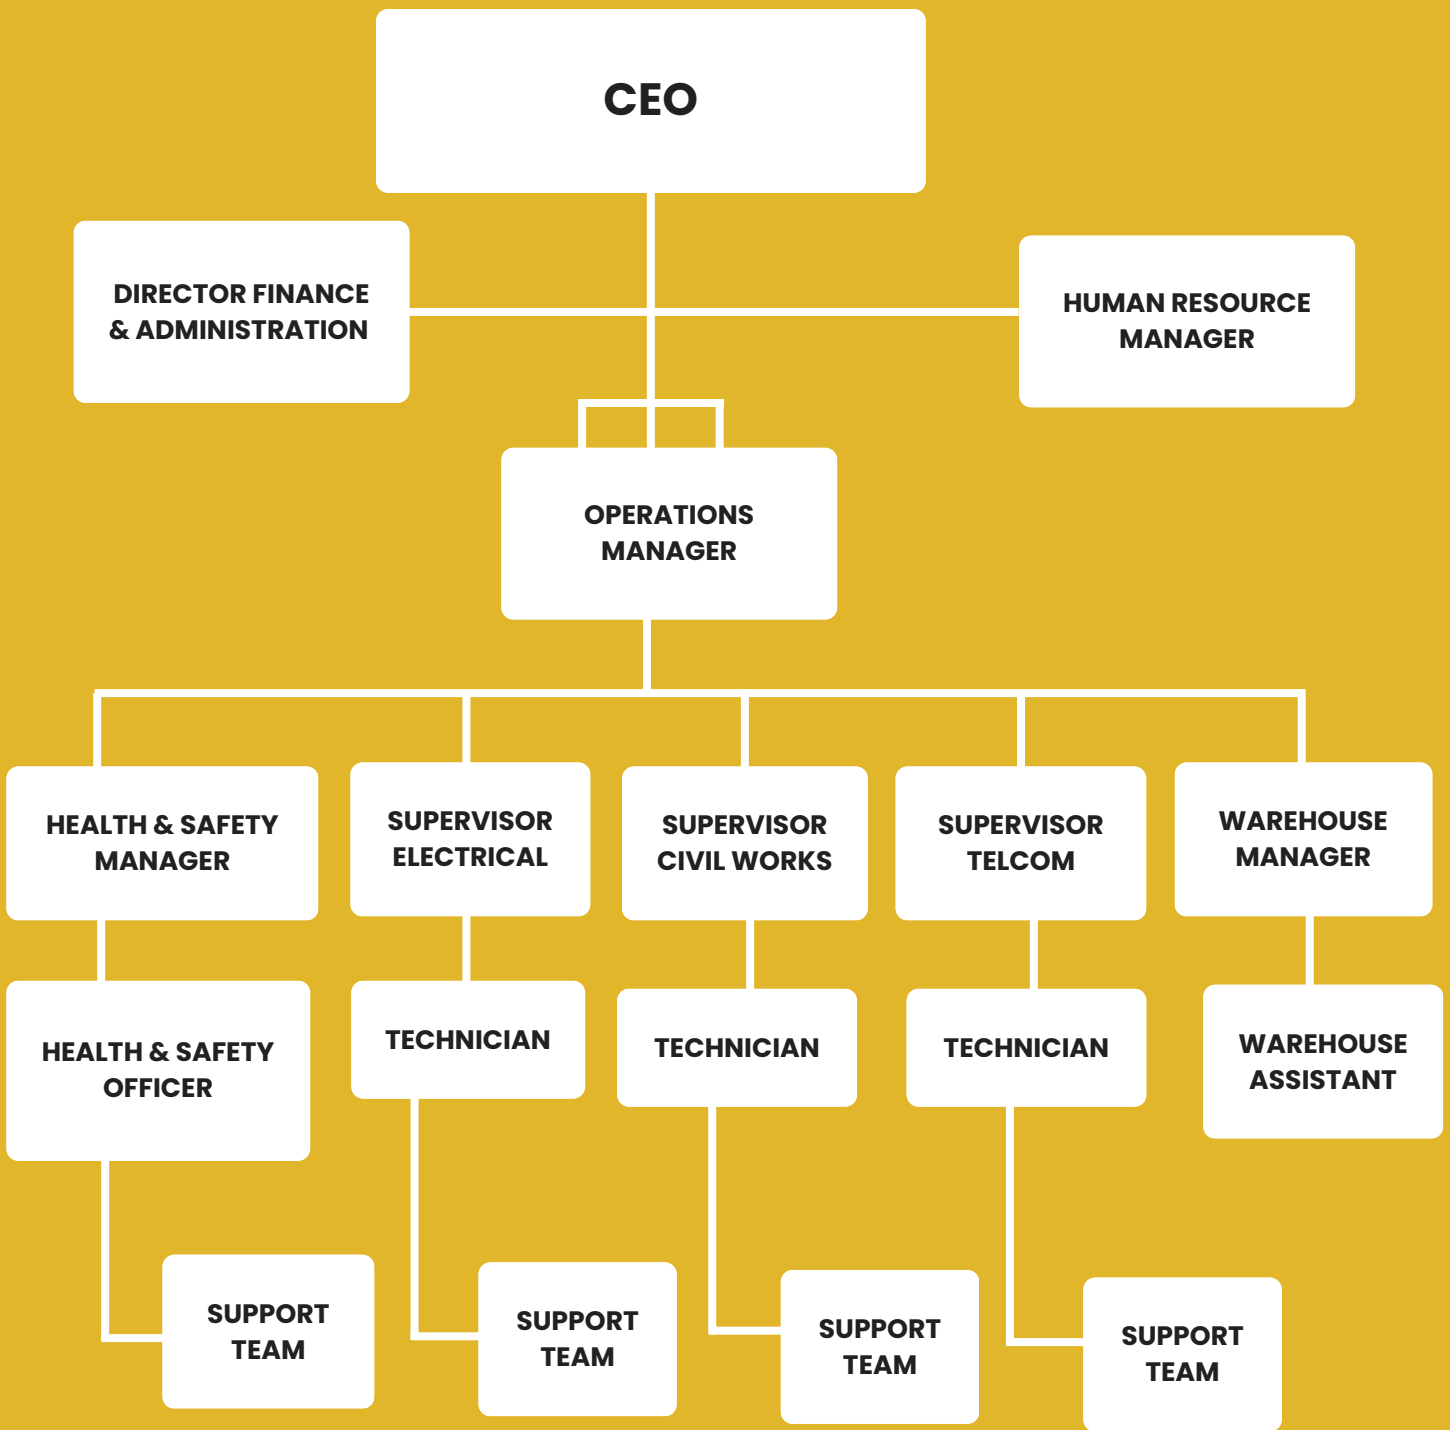 CEO
DIRECTOR FINANCE
& ADMINISTRATION
HUMAN RESOURCE
MANAGER
OPERATIONS
MANAGER
HEALTH & SAFETY
MANAGER
SUPERVISOR
ELECTRICAL
SUPERVISOR
CIVIL WORKS
SUPERVISOR
TELCOM
WAREHOUSE
MANAGER
HEALTH & SAFETY
OFFICER
TECHNICIAN
TECHNICIAN
TECHNICIAN
WAREHOUSE
ASSISTANT
SUPPORT
TEAM
SUPPORT
TEAM
SUPPORT
TEAM
SUPPORT
TEAM